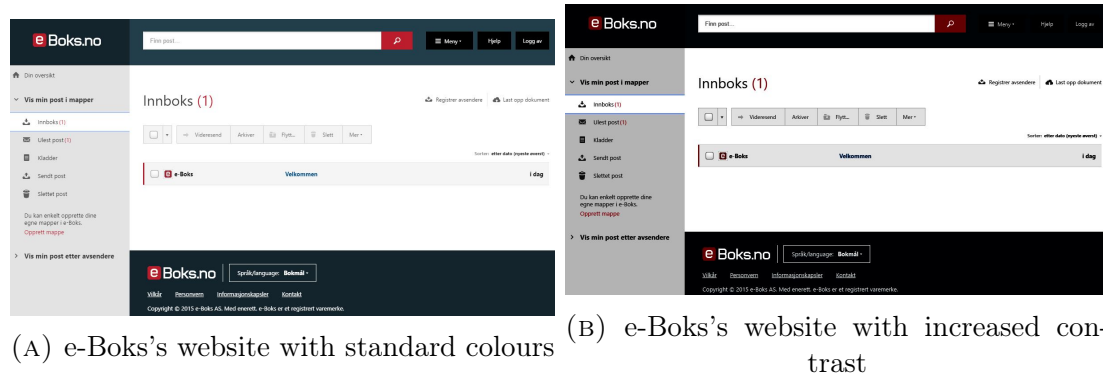 e Boks.no
Finn post...
Meny
Hjelp
Logg av
Din oversikt
Vis min post i mapper
Innboks (1)
Ulest post (1)
Kladder
Sendt post
Slettet post
Du kan enkelt opprette dine
egne mapper i e-Boks.
Opprett mappe
Vis min post etter avsendere
Innboks (1)
Registrer avsendere
Last opp dokument
Videresend Arkiver Flytt... Slett Mer
Sorter: etter dato (nyeste øverst)
e e-Boks Velkommen i dag
e Boks.no
Språk/language: Bokmål
Vilkår Personvern Informasjonskapsler Kontakt
Copyright © 2015 e-Boks AS. Med enerett. e-Boks er et registrert varemerke.
(A) e-Boks's website with standard colours
e Boks.no
Finn post...
Meny
Hjelp
Logg av
Din oversikt
Vis min post i mapper
Innboks (1)
Ulest post (1)
Kladder
Sendt post
Slettet post
Du kan enkelt opprette dine
egne mapper i e-Boks.
Opprett mappe
Vis min post etter avsendere
Innboks (1)
Registrer avsendere
Last opp dokument
Videresend Arkiver Flytt... Slett Mer
Sorter: etter dato (nyeste øverst)
e e-Boks Velkommen i dag
e Boks.no
Språk/language: Bokmål
Vilkår Personvern Informasjonskapsler Kontakt
Copyright © 2015 e-Boks AS. Med enerett. e-Boks er et registrert varemerke.
(B) e-Boks's website with increased con-
trast